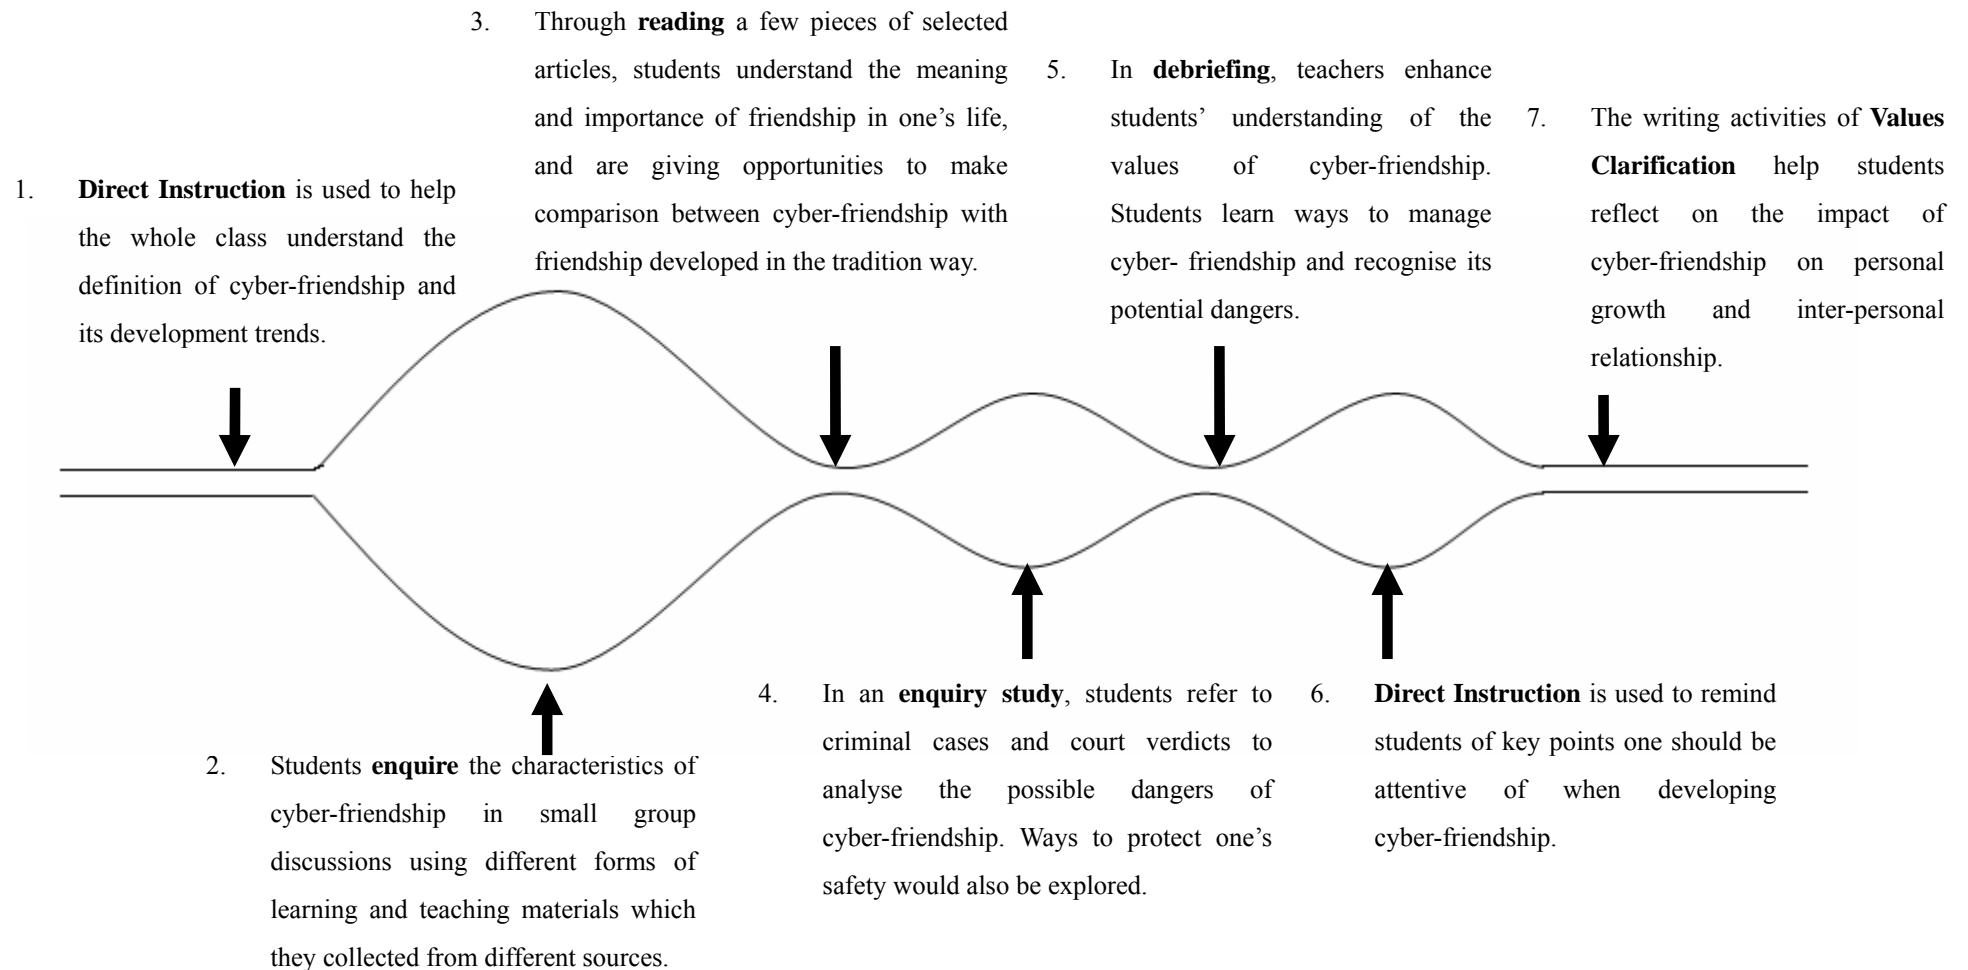 1. Direct Instruction is used to help
the whole class understand the
definition of cyber-friendship and
its development trends.
2. Students enquire the characteristics of
cyber-friendship in small group
discussions using different forms of
learning and teaching materials which
they collected from different sources.
3. Through reading a few pieces of selected
articles, students understand the meaning
and importance of friendship in one’s life,
and are giving opportunities to make
comparison between cyber-friendship with
friendship developed in the tradition way.
4. In an enquiry study, students refer to
criminal cases and court verdicts to
analyse the possible dangers of
cyber-friendship. Ways to protect one’s
safety would also be explored.
5. In debriefing, teachers enhance
students’ understanding of the
values of cyber-friendship.
Students learn ways to manage
cyber- friendship and recognise its
potential dangers.
6. Direct Instruction is used to remind
students of key points one should be
attentive of when developing
cyber-friendship.
7. The writing activities of Values
Clarification help students
reflect on the impact of
cyber-friendship on personal
growth and inter-personal
relationship.